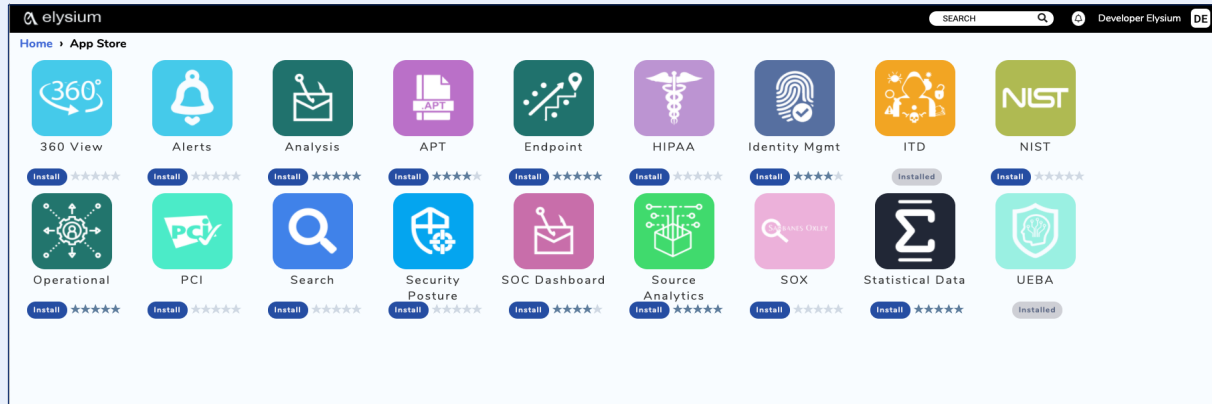 elysium
SEARCH
Developer Elysium
DE
Home › App Store
360°
.APT
NIST
360 View
Alerts
Analysis
APT
Endpoint
HIPAA
Identity Mgmt
ITD
NIST
Install
Install
Install
Install
Install
Install
Install
Installed
Install
PCI
Operational
PCI
Search
Security
Posture
SOC Dashboard
Source
Analytics
SOX
Statistical Data
UEBA
Install
Install
Install
Install
Install
Install
Install
Install
Installed